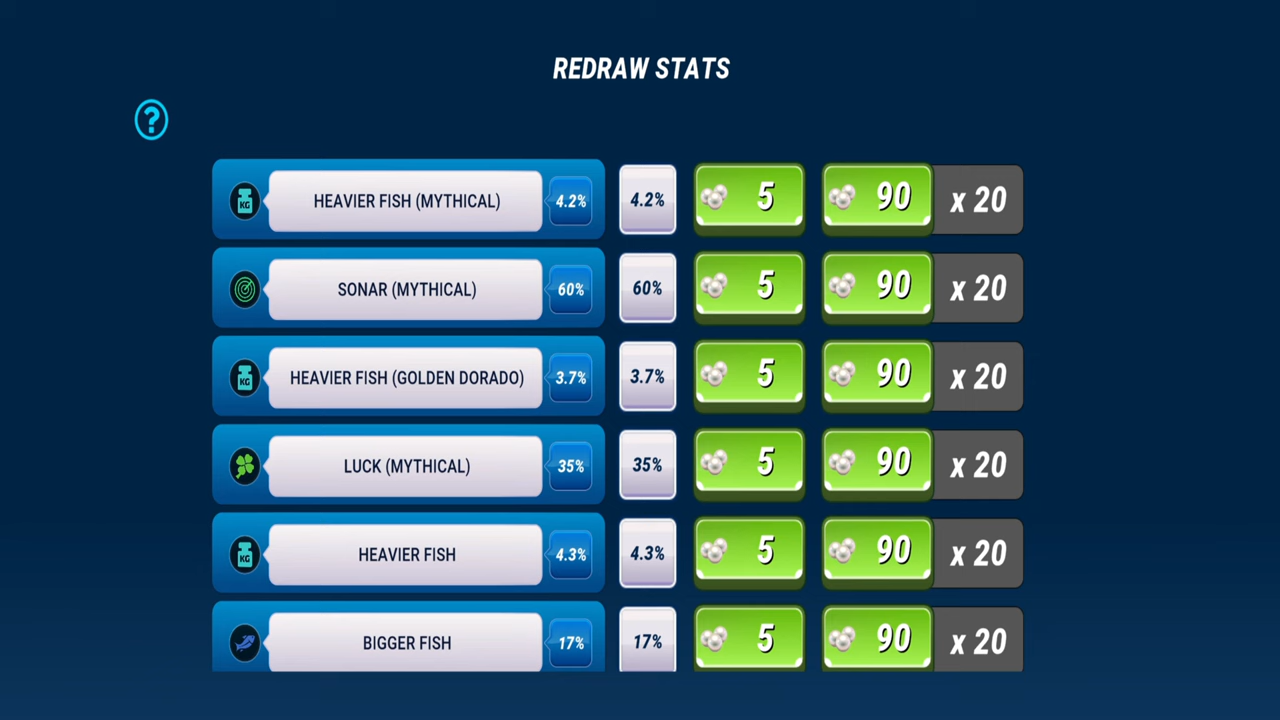 REDRAW STATS
?
KG HEAVIER FISH (MYTHICAL) 4.2% 4.2% 5 90 x 20
SONAR (MYTHICAL) 60% 60% 5 90 x 20
KG HEAVIER FISH (GOLDEN DORADO) 3.7% 3.7% 5 90 x 20
LUCK (MYTHICAL) 35% 35% 5 90 x 20
KG HEAVIER FISH 4.3% 4.3% 5 90 x 20
BIGGER FISH 17% 17% 5 90 x 20